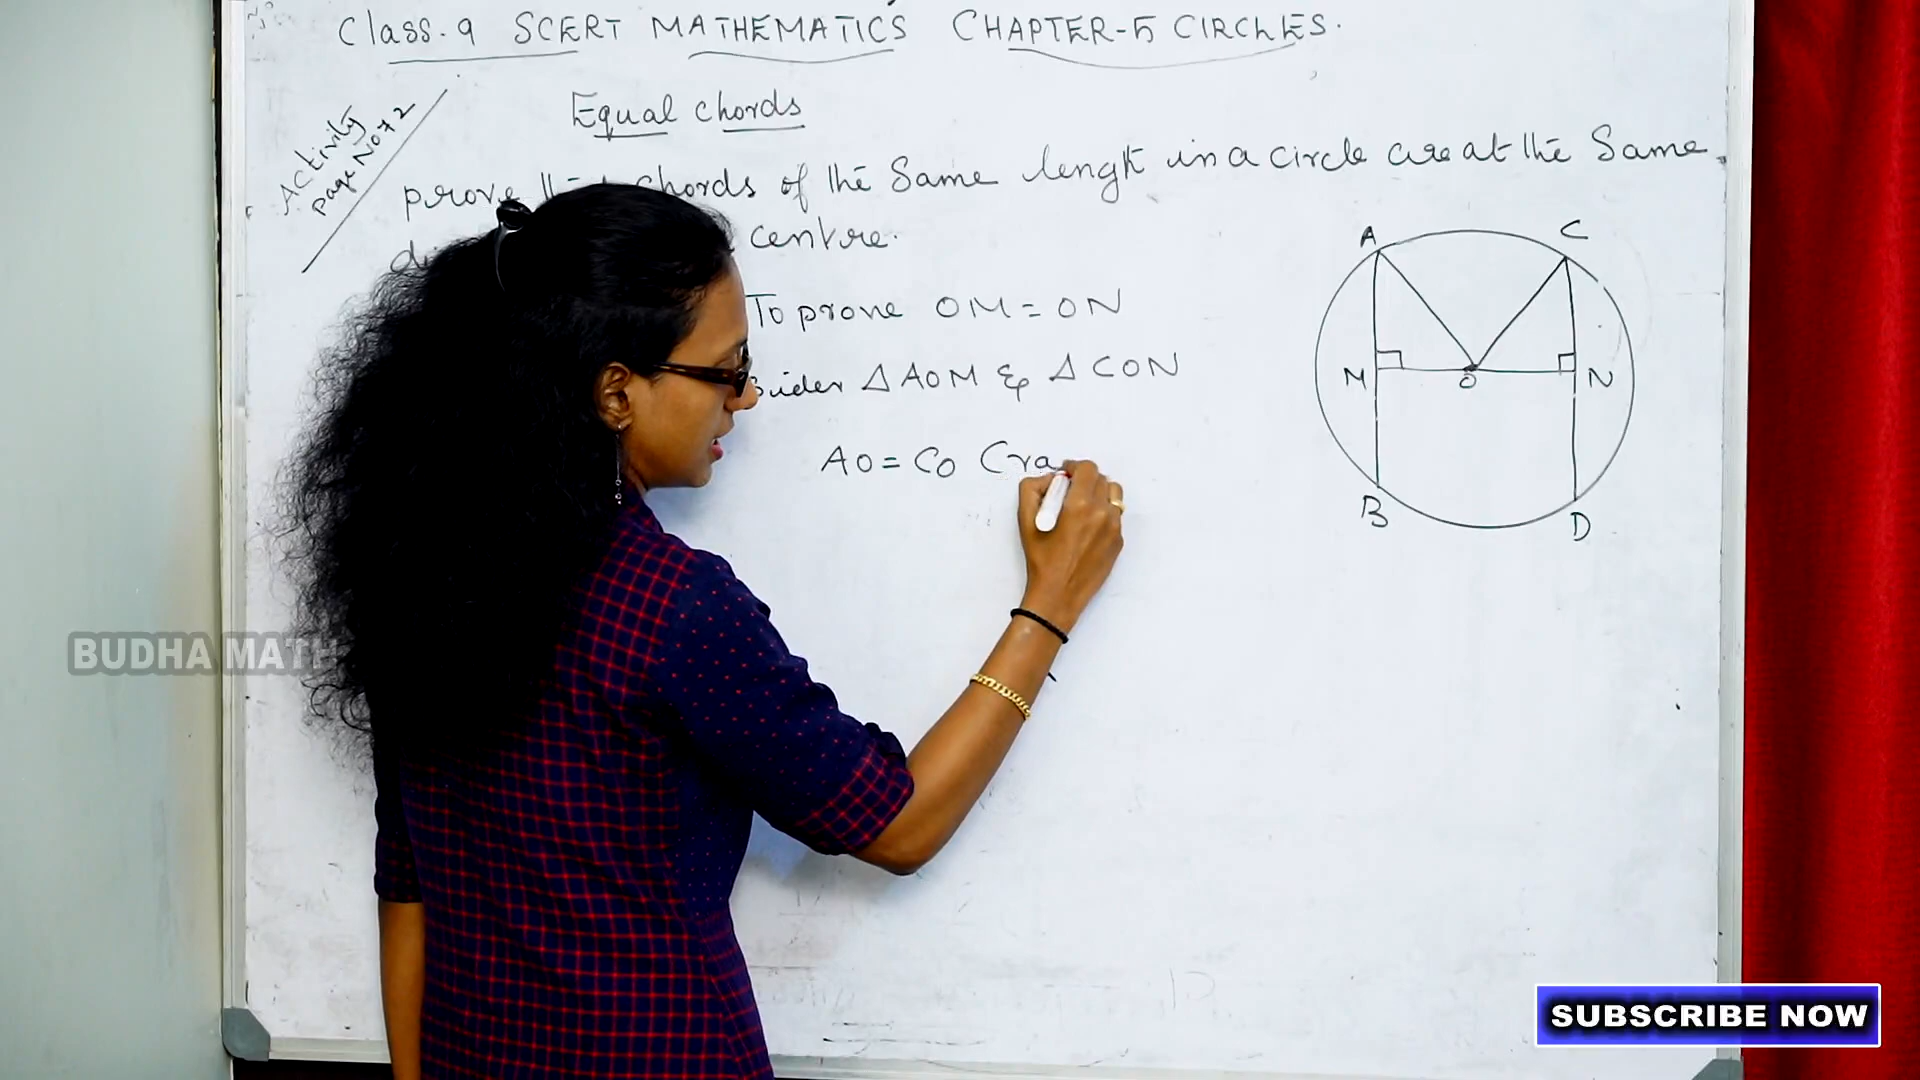 Class.9 SCERT MATHEMATICS CHAPTER-5 CIRCLES.
Activity
page No 72
Equal chords
prove chords of the Same length in a circle are at the Same
centre.
To prove OM = ON
Δ AOM & Δ CON
AO = CO (ra
A
C
M
O
N
B
D
BUDHA MATH
SUBSCRIBE NOW